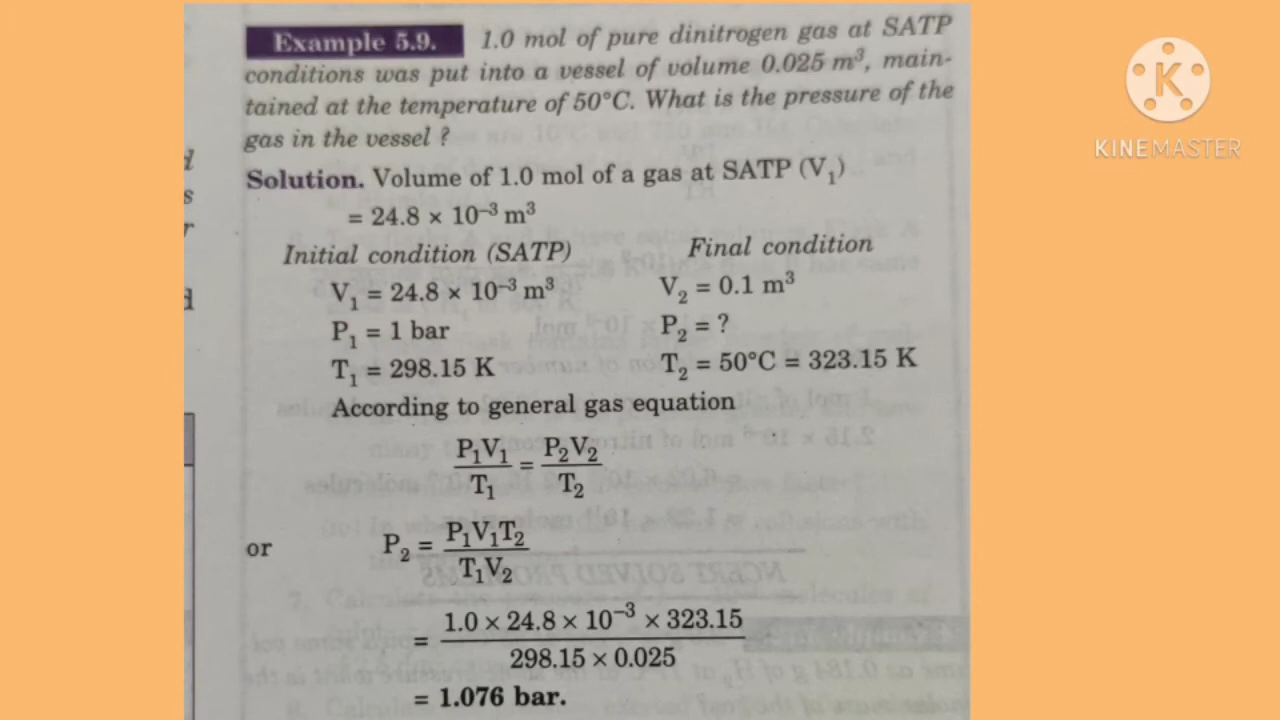 Example 5.9. 1.0 mol of pure dinitrogen gas at SATP
conditions was put into a vessel of volume 0.025 m³, main-
tained at the temperature of 50°C. What is the pressure of the
gas in the vessel ?
Solution. Volume of 1.0 mol of a gas at SATP (V₁)
= 24.8 × 10⁻³ m³
Initial condition (SATP) Final condition
V₁ = 24.8 × 10⁻³ m³ V₂ = 0.1 m³
P₁ = 1 bar P₂ = ?
T₁ = 298.15 K T₂ = 50°C = 323.15 K
According to general gas equation
P₁V₁/T₁ = P₂V₂/T₂
or P₂ = P₁V₁T₂/T₁V₂
= 1.0 × 24.8 × 10⁻³ × 323.15/298.15 × 0.025
= 1.076 bar.
K
KINEMASTER